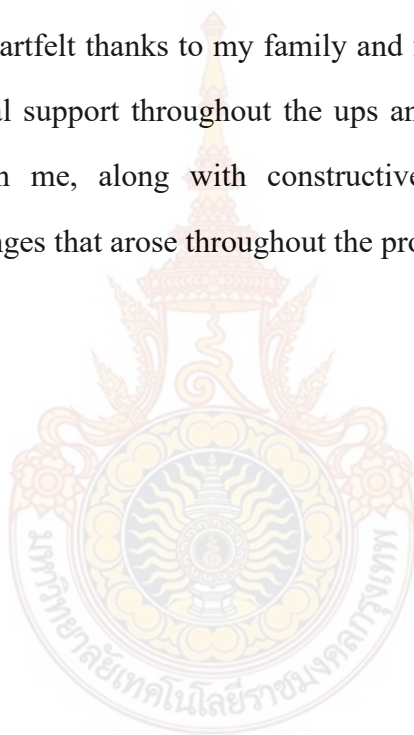 artfelt thanks to my family and
al support throughout the ups an
n me, along with constructive
nges that arose throughout the pro
มหาวิทยาลัยเทคโนโลยีราชมงคลกรุงเทพ